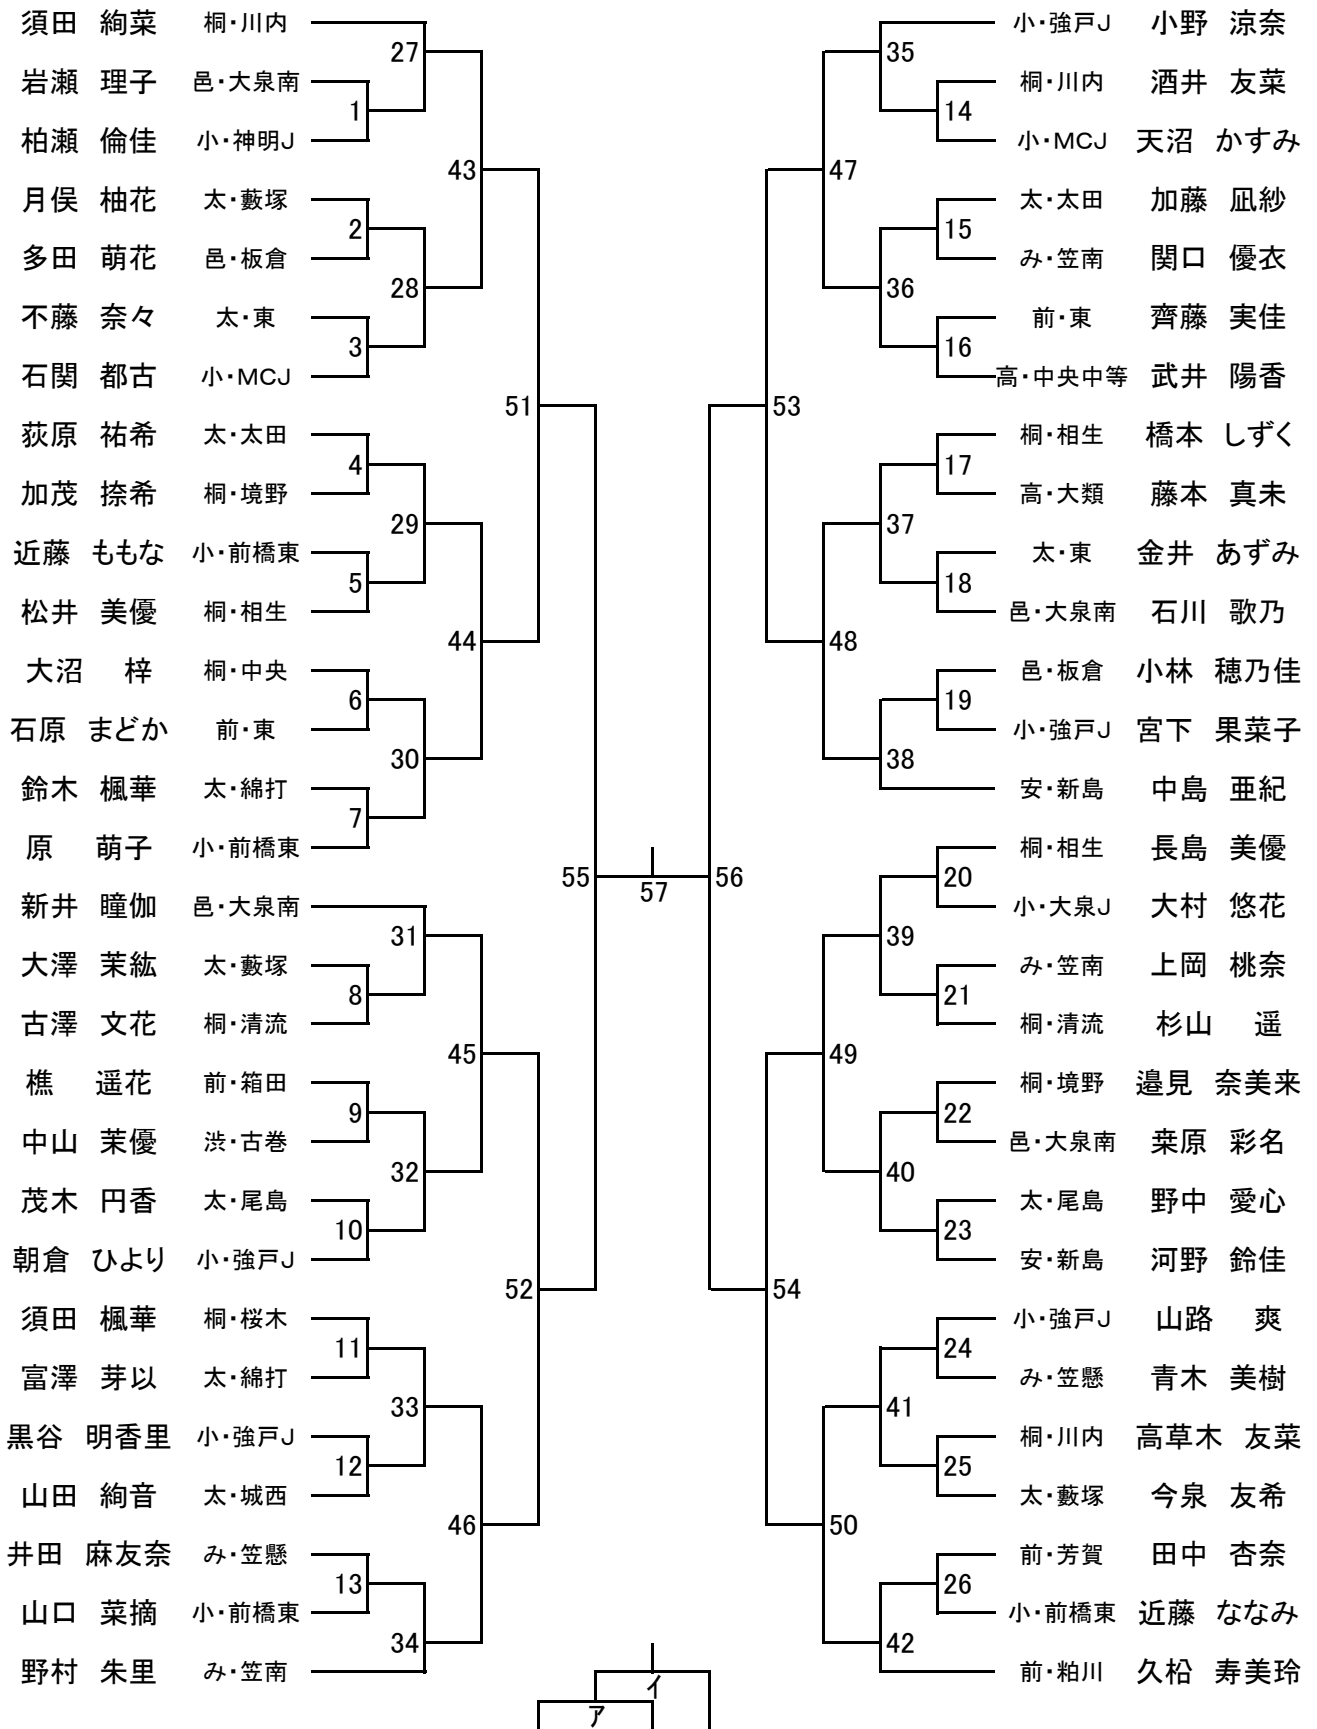 須田 絢菜 桐・川内
27
岩瀬 理子 邑・大泉南
1
柏瀬 倫佳 小・神明J
43
月俣 柚花 太・藪塚
2
多田 萌花 邑・板倉
28
不藤 奈々 太・東
3
石関 都古 小・MCJ
51
荻原 祐希 太・太田
4
加茂 捺希 桐・境野
29
近藤 ももな 小・前橋東
5
松井 美優 桐・相生
44
大沼 梓 桐・中央
6
石原 まどか 前・東
30
鈴木 楓華 太・綿打
7
原 萌子 小・前橋東
55
新井 瞳伽 邑・大泉南
31
大澤 茉紘 太・藪塚
8
古澤 文花 桐・清流
45
樵 遥花 前・箱田
9
中山 茉優 渋・古巻
32
茂木 円香 太・尾島
10
朝倉 ひより 小・強戸J
52
須田 楓華 桐・桜木
11
富澤 芽以 太・綿打
33
黒谷 明香里 小・強戸J
12
山田 絢音 太・城西
46
井田 麻友奈 み・笠懸
13
山口 菜摘 小・前橋東
34
野村 朱里 み・笠南
57
小・強戸J 小野 涼奈
35
桐・川内 酒井 友菜
14
小・MCJ 天沼 かすみ
47
太・太田 加藤 凪紗
15
み・笠南 関口 優衣
36
前・東 齊藤 実佳
16
高・中央中等 武井 陽香
53
桐・相生 橋本 しずく
17
高・大類 藤本 真未
37
太・東 金井 あずみ
18
邑・大泉南 石川 歌乃
48
邑・板倉 小林 穂乃佳
19
小・強戸J 宮下 果菜子
38
安・新島 中島 亜紀
桐・相生 長島 美優
20
56
小・大泉J 大村 悠花
39
み・笠南 上岡 桃奈
21
桐・清流 杉山 遥
49
桐・境野 邉見 奈美来
22
邑・大泉南 桒原 彩名
40
太・尾島 野中 愛心
23
安・新島 河野 鈴佳
54
小・強戸J 山路 爽
24
み・笠懸 青木 美樹
41
桐・川内 高草木 友菜
25
太・藪塚 今泉 友希
50
前・芳賀 田中 杏奈
26
小・前橋東 近藤 ななみ
42
前・粕川 久松 寿美玲
イ
ア